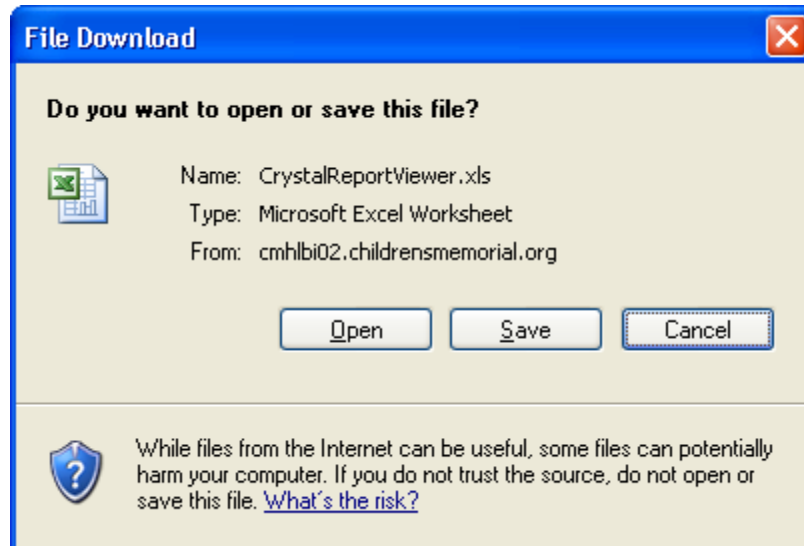 File Download
Do you want to open or save this file?
Name: CrystalReportViewer.xls
Type: Microsoft Excel Worksheet
From: cmhlbi02.childrensmemorial.org
Open Save Cancel
While files from the Internet can be useful, some files can potentially
harm your computer. If you do not trust the source, do not open or
save this file. What's the risk?